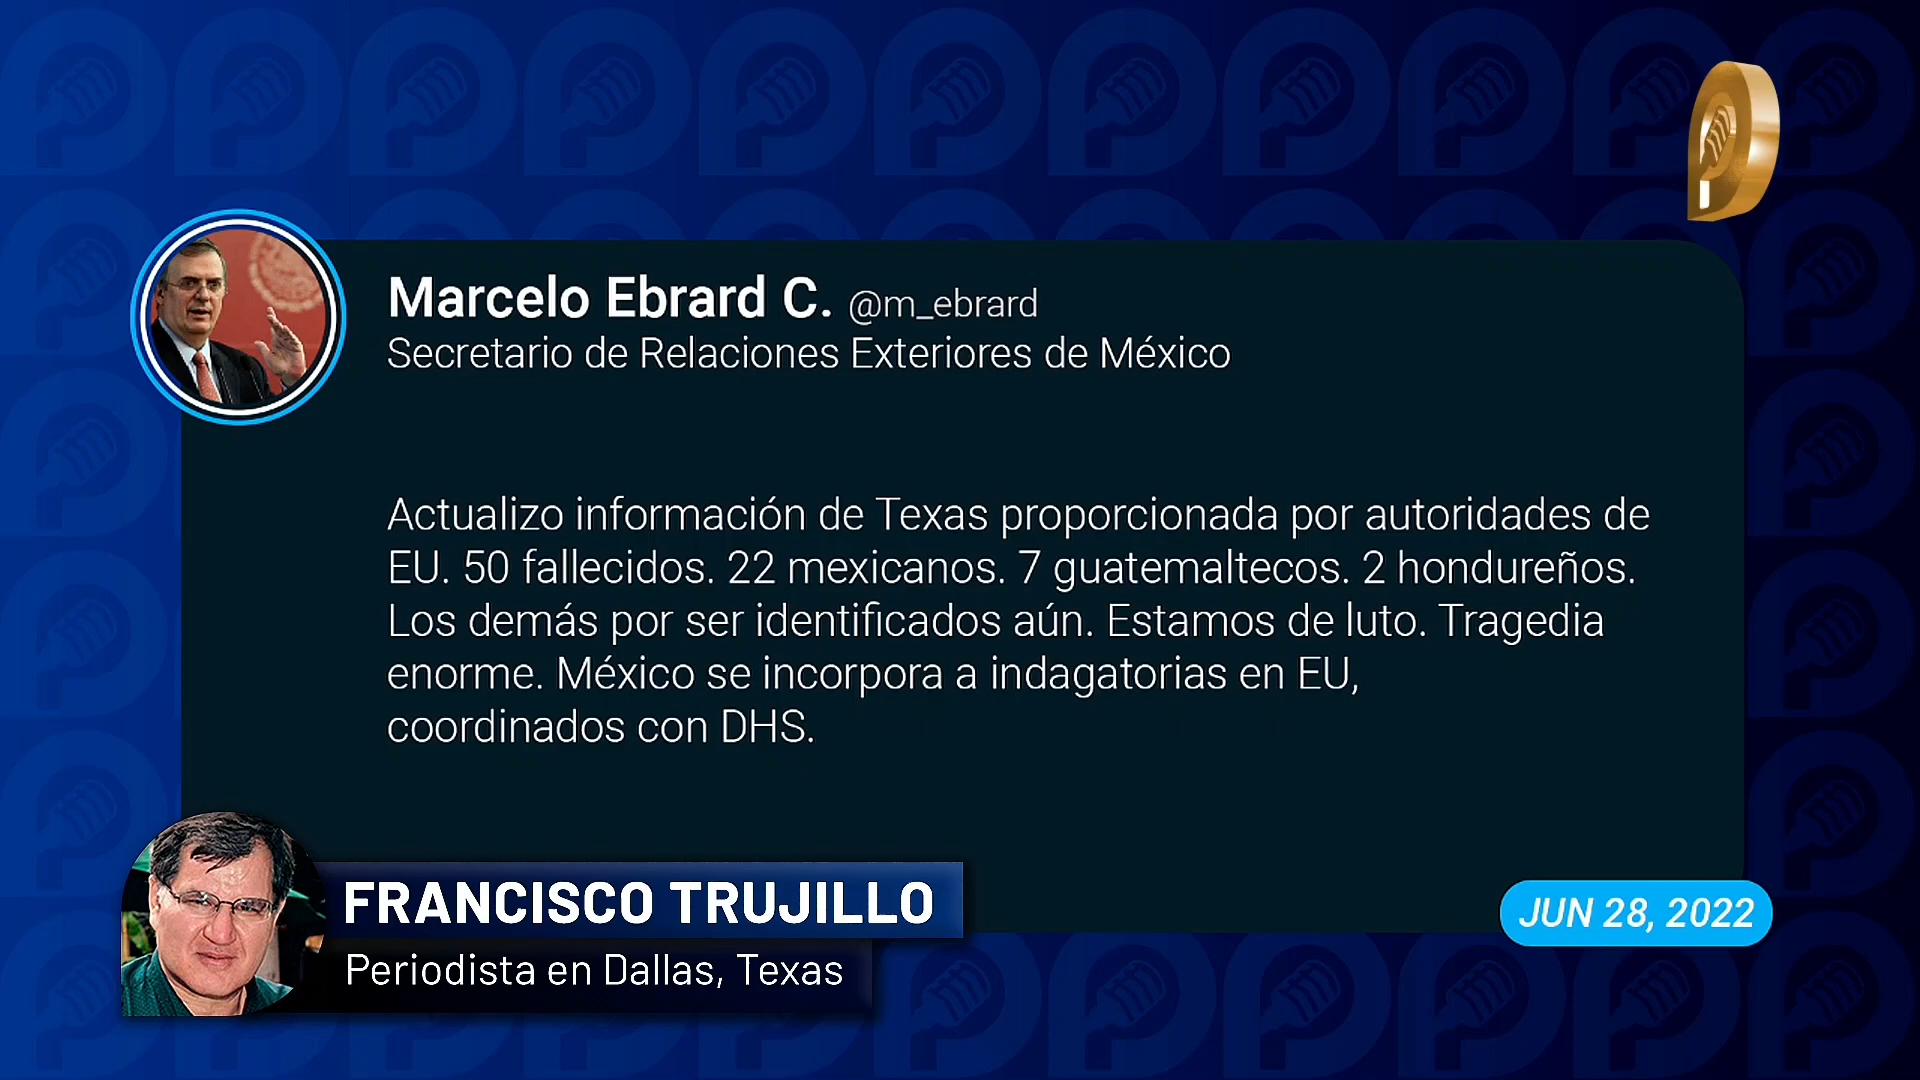 Marcelo Ebrard C. @m_ebrard
Secretario de Relaciones Exteriores de México
Actualizo información de Texas proporcionada por autoridades de
EU. 50 fallecidos. 22 mexicanos. 7 guatemaltecos. 2 hondureños.
Los demás por ser identificados aún. Estamos de luto. Tragedia
enorme. México se incorpora a indagatorias en EU,
coordinados con DHS.
FRANCISCO TRUJILLO
Periodista en Dallas, Texas
JUN 28, 2022